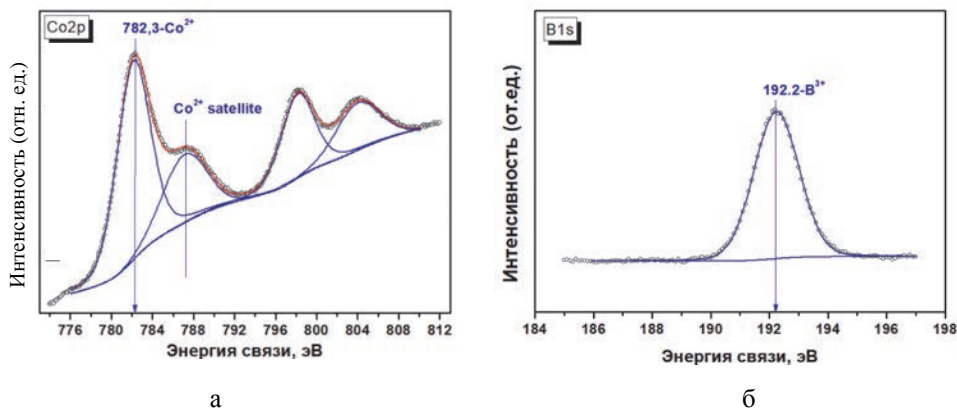 Co2p
782,3-Co²⁺
Co²⁺ satellite
Интенсивность (отн. ед.)
776 780 784 788 792 796 800 804 808 812
Энергия связи, эВ
а
B1s
192.2-B³⁺
Интенсивность (от.ед.)
184 186 188 190 192 194 196 198
Энергия связи, эВ
б